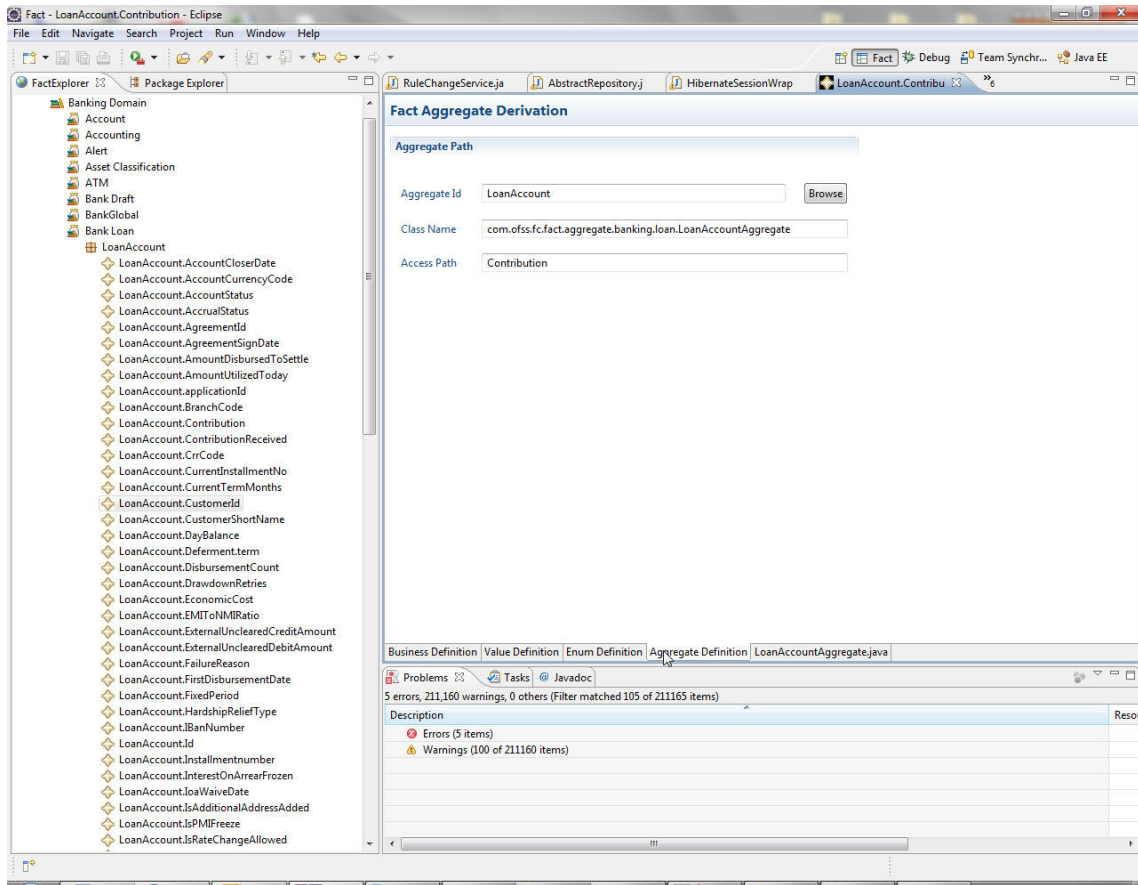 Fact - LoanAccount.Contribution - Eclipse
File Edit Navigate Search Project Run Window Help
Fact Debug Team Synchr... Java EE
FactExplorer Package Explorer
Banking Domain
Account
Accounting
Alert
Asset Classification
ATM
Bank Draft
BankGlobal
Bank Loan
LoanAccount
LoanAccount.AccountCloserDate
LoanAccount.AccountCurrencyCode
LoanAccount.AccountStatus
LoanAccount.AccrualStatus
LoanAccount.AgreementId
LoanAccount.AgreementSignDate
LoanAccount.AmountDisbursedToSettle
LoanAccount.AmountUtilizedToday
LoanAccount.applicationId
LoanAccount.BranchCode
LoanAccount.Contribution
LoanAccount.ContributionReceived
LoanAccount.CrrCode
LoanAccount.CurrentInstallmentNo
LoanAccount.CurrentTermMonths
LoanAccount.CustomerId
LoanAccount.CustomerShortName
LoanAccount.DayBalance
LoanAccount.Deferment.term
LoanAccount.DisbursementCount
LoanAccount.DrawdownRetries
LoanAccount.EconomicCost
LoanAccount.EMIToNMIRatio
LoanAccount.ExternalUnclearedCreditAmount
LoanAccount.ExternalUnclearedDebitAmount
LoanAccount.FailureReason
LoanAccount.FirstDisbursementDate
LoanAccount.FixedPeriod
LoanAccount.HardshipReliefType
LoanAccount.IBanNumber
LoanAccount.Id
LoanAccount.Installmentnumber
LoanAccount.InterestOnArrearFrozen
LoanAccount.IoaWaiveDate
LoanAccount.IsAdditionalAddressAdded
LoanAccount.IsPMIFreeze
LoanAccount.IsRateChangeAllowed
RuleChangeService.ja AbstractRepository.j HibernateSessionWrap LoanAccount.Contribu »6
Fact Aggregate Derivation
Aggregate Path
Aggregate Id LoanAccount Browse
Class Name com.ofss.fc.fact.aggregate.banking.loan.LoanAccountAggregate
Access Path Contribution
Business Definition Value Definition Enum Definition Aggregate Definition LoanAccountAggregate.java
Problems Tasks @ Javadoc
5 errors, 211,160 warnings, 0 others (Filter matched 105 of 211165 items)
Description Reso
Errors (5 items)
Warnings (100 of 211160 items)